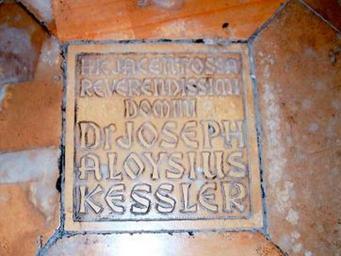 HIC JACENT OSSA
REVERENDISSIMI
DOMINI
Dr JOSEPH
ALOYSIUS
KESSLER